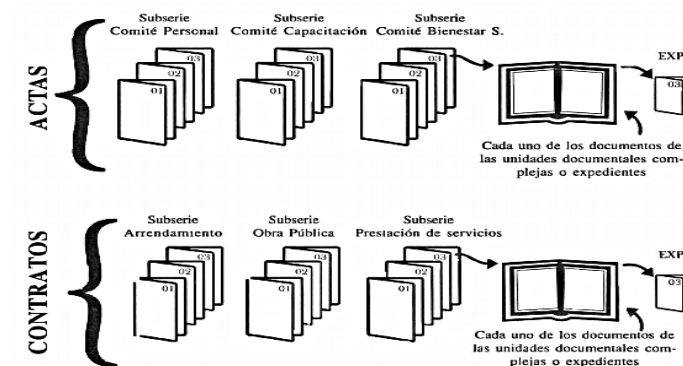 ACTAS
Subserie
Comité Personal
Subserie
Comité Capacitación
Subserie
Comité Bienestar S.
01
02
03
01
02
03
01
02
03
EXP
03
Cada uno de los documentos de
las unidades documentales com-
plejas o expedientes
CONTRATOS
Subserie
Arrendamiento
Subserie
Obra Pública
Subserie
Prestación de servicios
01
02
03
01
02
03
01
02
03
EXP
03
Cada uno de los documentos de
las unidades documentales com-
plejas o expedientes